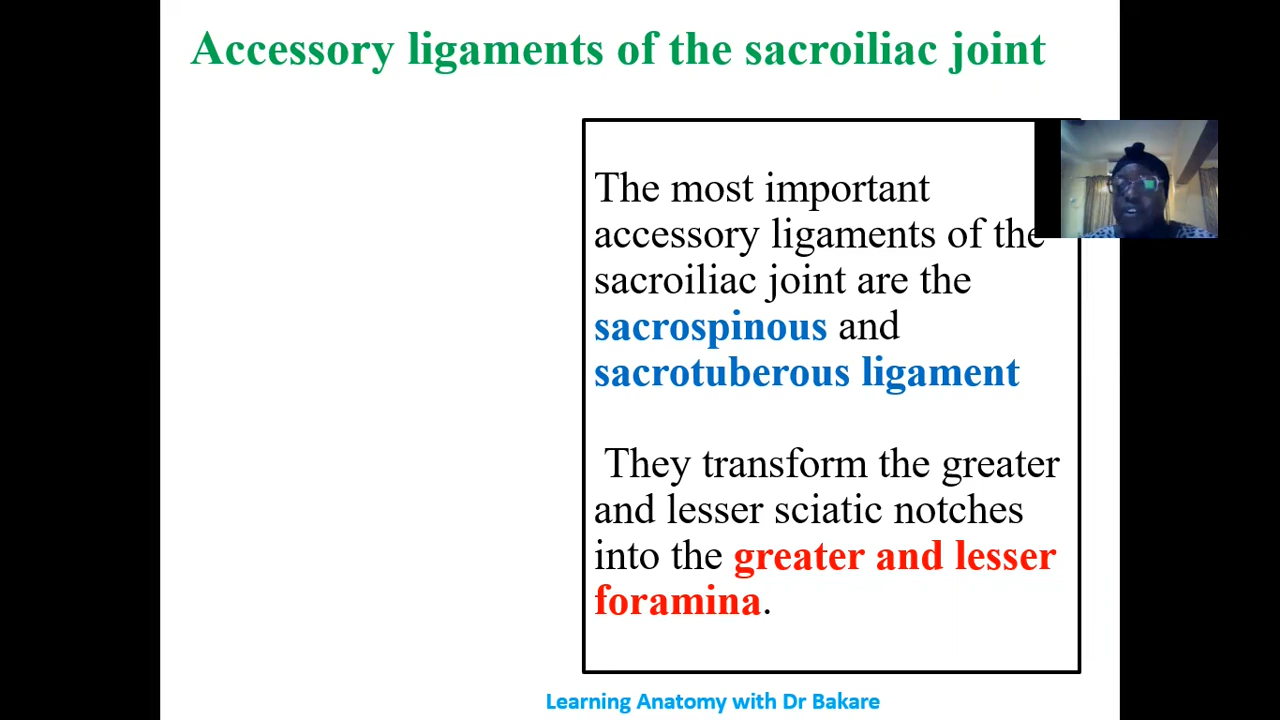 Accessory ligaments of the sacroiliac joint
The most important
accessory ligaments of the
sacroiliac joint are the
sacrospinous and
sacrotuberous ligament
They transform the greater
and lesser sciatic notches
into the greater and lesser
foramina.
Learning Anatomy with Dr Bakare